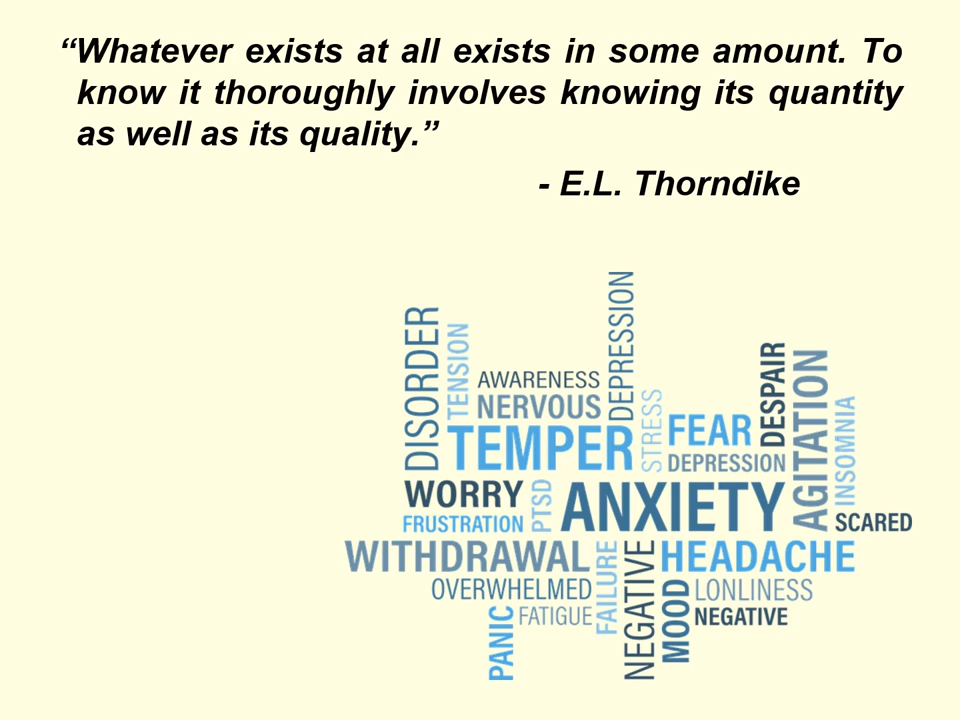 “Whatever exists at all exists in some amount. To
know it thoroughly involves knowing its quantity
as well as its quality.”
- E.L. Thorndike
DISORDER
TENSION
AWARENESS
NERVOUS
TEMPER
DEPRESSION
STRESS
FEAR
DEPRESSION
DESPAIR
AGITATION
INSOMNIA
WORRY
FRUSTRATION
PTSD
ANXIETY
SCARED
WITHDRAWAL
OVERWHELMED
PANIC
FATIGUE
FAILURE
NEGATIVE
HEADACHE
MOOD
LONLINESS
NEGATIVE